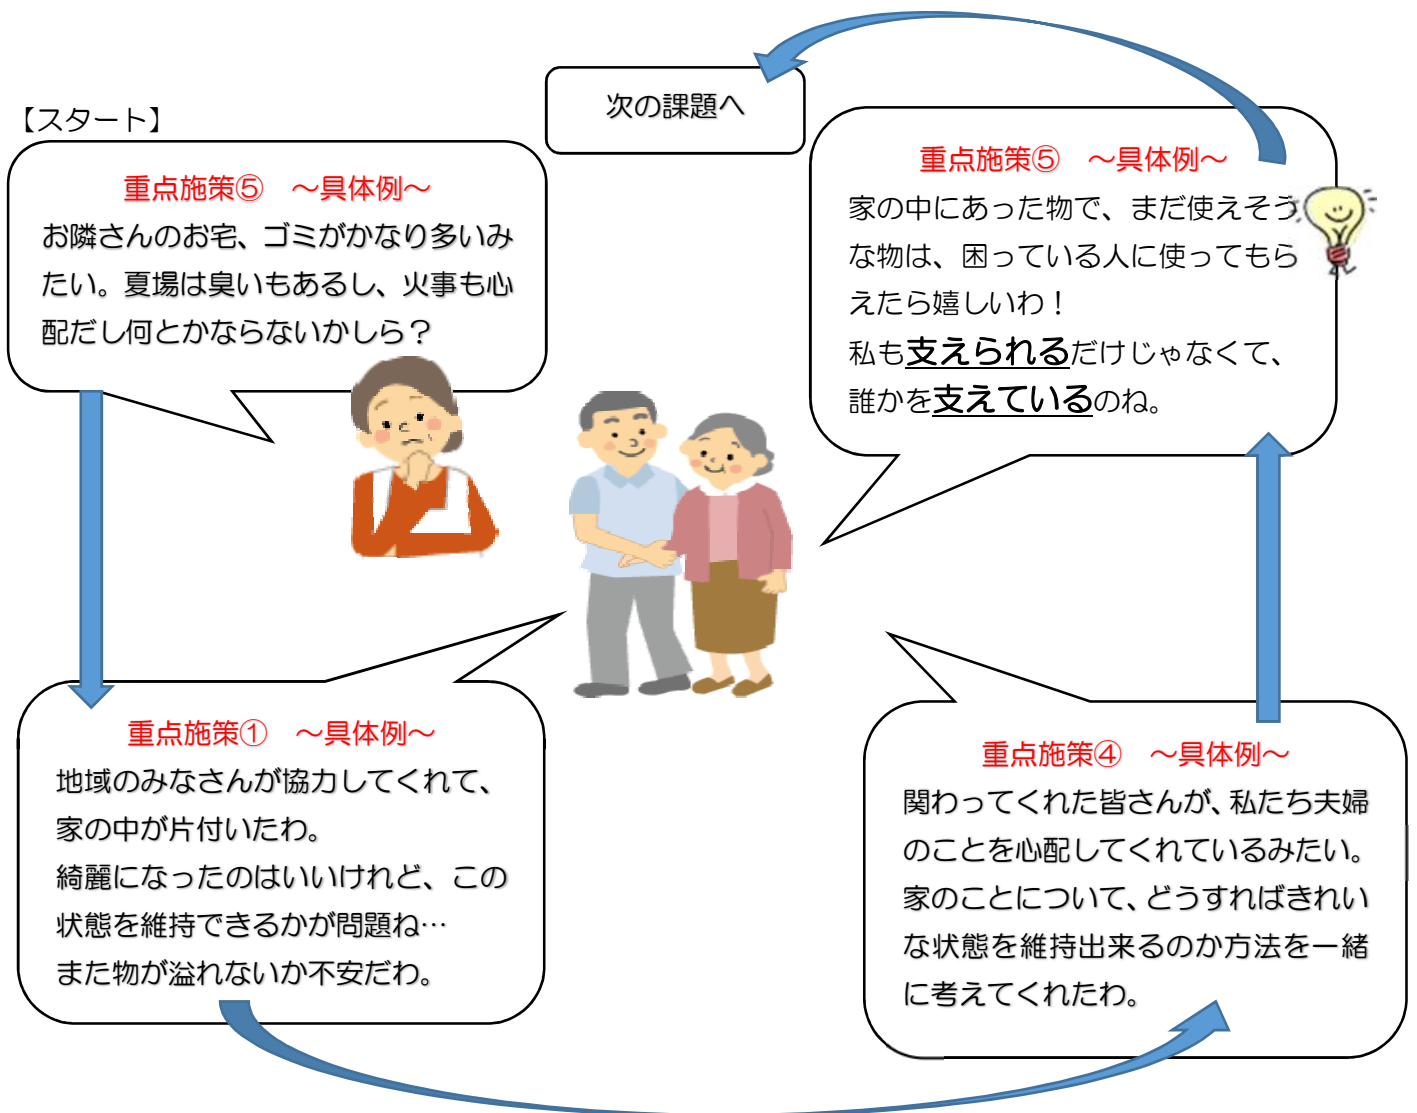 【スタート】
重点施策⑤　～具体例～
お隣さんのお宅、ゴミがかなり多いみ
たい。夏場は臭いもあるし、火事も心
配だし何とかならないかしら？
重点施策①　～具体例～
地域のみなさんが協力してくれて、
家の中が片付いたわ。
綺麗になったのはいいけれど、この
状態を維持できるかが問題ね…
また物が溢れないか不安だわ。
重点施策④　～具体例～
関わってくれた皆さんが、私たち夫婦
のことを心配してくれているみたい。
家のことについて、どうすればきれい
な状態を維持出来るのか方法を一緒
に考えてくれたわ。
重点施策⑤　～具体例～
家の中にあった物で、まだ使えそう
な物は、困っている人に使ってもら
えたら嬉しいわ！
私も支えられるだけじゃなくて、
誰かを支えているのね。
次の課題へ